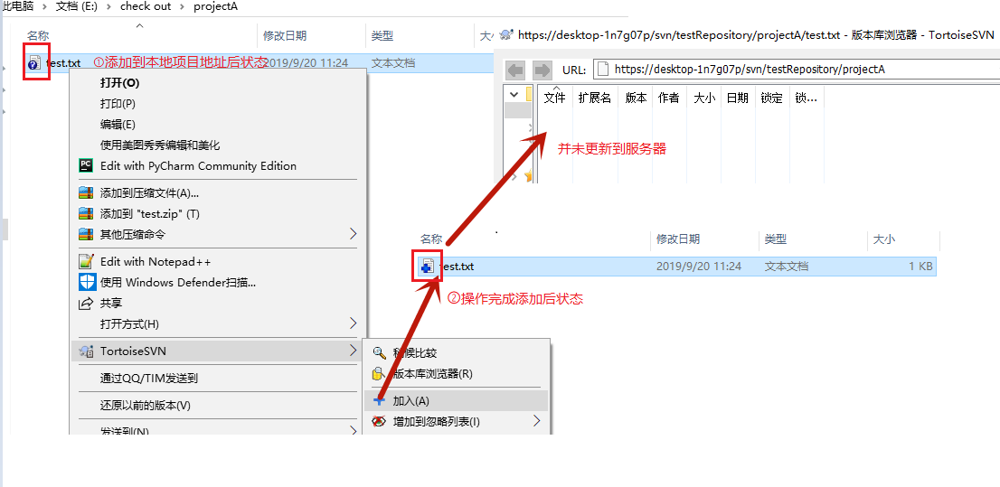 此电脑 > 文档 (E:) > check out > projectA
名称 修改日期 类型 大
test.txt ①添加到本地项目地址后状态 2019/9/20 11:24 文本文档
打开(O)
打印(P)
编辑(E)
使用美图秀秀编辑和美化
Edit with PyCharm Community Edition
添加到压缩文件(A)...
添加到 "test.zip" (T)
其他压缩命令
Edit with Notepad++
使用 Windows Defender扫描...
共享
打开方式(H)
TortoiseSVN
通过QQ/TIM发送到
还原以前的版本(V)
发送到(N)
稍候比较
版本库浏览器(R)
加入(A)
增加到忽略列表(I)
https://desktop-1n7g07p/svn/testRepository/projectA/test.txt - 版本库浏览器 - TortoiseSVN
URL: https://desktop-1n7g07p/svn/testRepository/projectA
文件 扩展名 版本 作者 大小 日期 锁定 锁...
并未更新到服务器
名称 修改日期 类型 大小
test.txt 2019/9/20 11:24 文本文档 1 KB
②操作完成添加后状态